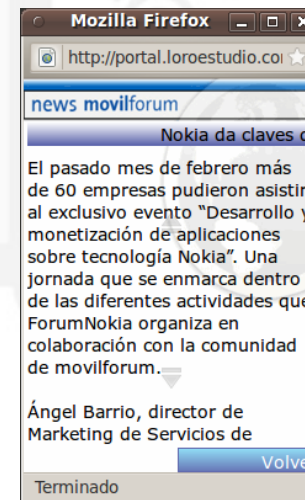 Mozilla Firefox
http://portal.loroestudio.co
news movilforum
Nokia da claves
El pasado mes de febrero más
de 60 empresas pudieron asistir
al exclusivo evento “Desarrollo y
monetización de aplicaciones
sobre tecnología Nokia”. Una
jornada que se enmarca dentro
de las diferentes actividades que
ForumNokia organiza en
colaboración con la comunidad
de movilforum.
Ángel Barrio, director de
Marketing de Servicios de
Volve
Terminado